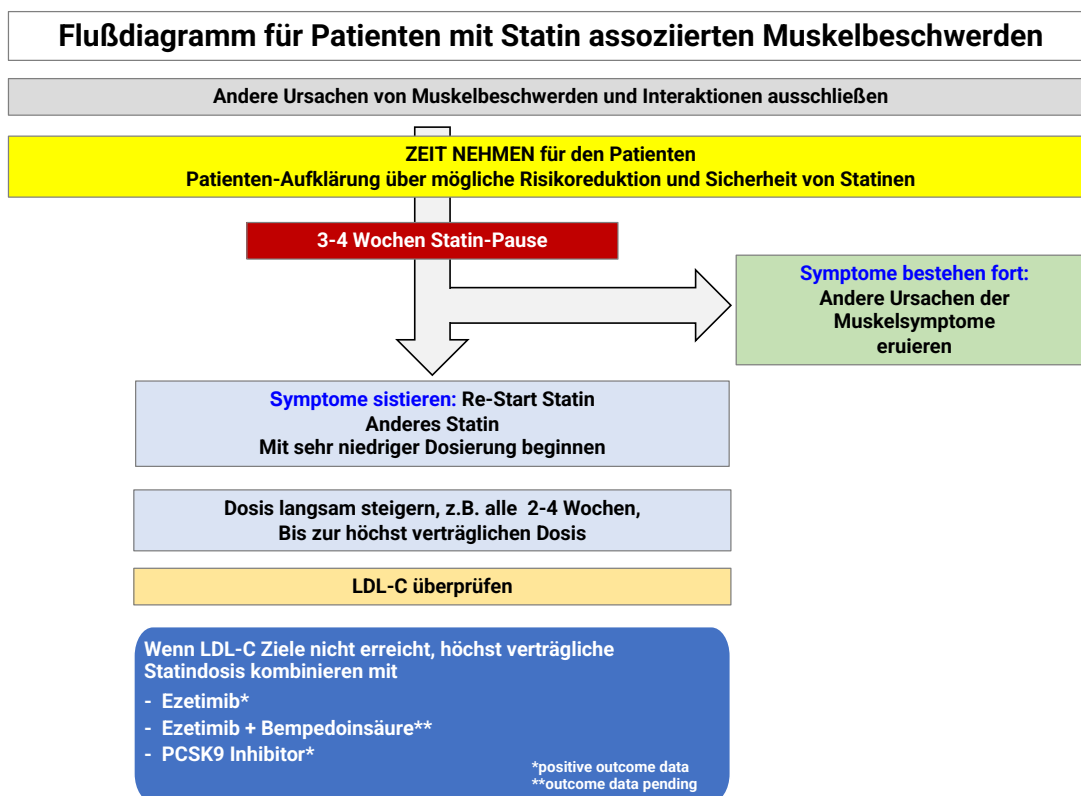 Flußdiagramm für Patienten mit Statin assoziierten Muskelbeschwerden
Andere Ursachen von Muskelbeschwerden und Interaktionen ausschließen
ZEIT NEHMEN für den Patienten
Patienten-Aufklärung über mögliche Risikoreduktion und Sicherheit von Statinen
3-4 Wochen Statin-Pause
Symptome bestehen fort:
Andere Ursachen der
Muskelsymptome
eruieren
Symptome sistieren: Re-Start Statin
Anderes Statin
Mit sehr niedriger Dosierung beginnen
Dosis langsam steigern, z.B. alle 2-4 Wochen,
Bis zur höchst verträglichen Dosis
LDL-C überprüfen
Wenn LDL-C Ziele nicht erreicht, höchst verträgliche
Statindosis kombinieren mit
- Ezetimib*
- Ezetimib + Bempedoinsäure**
- PCSK9 Inhibitor*
*positive outcome data
**outcome data pending